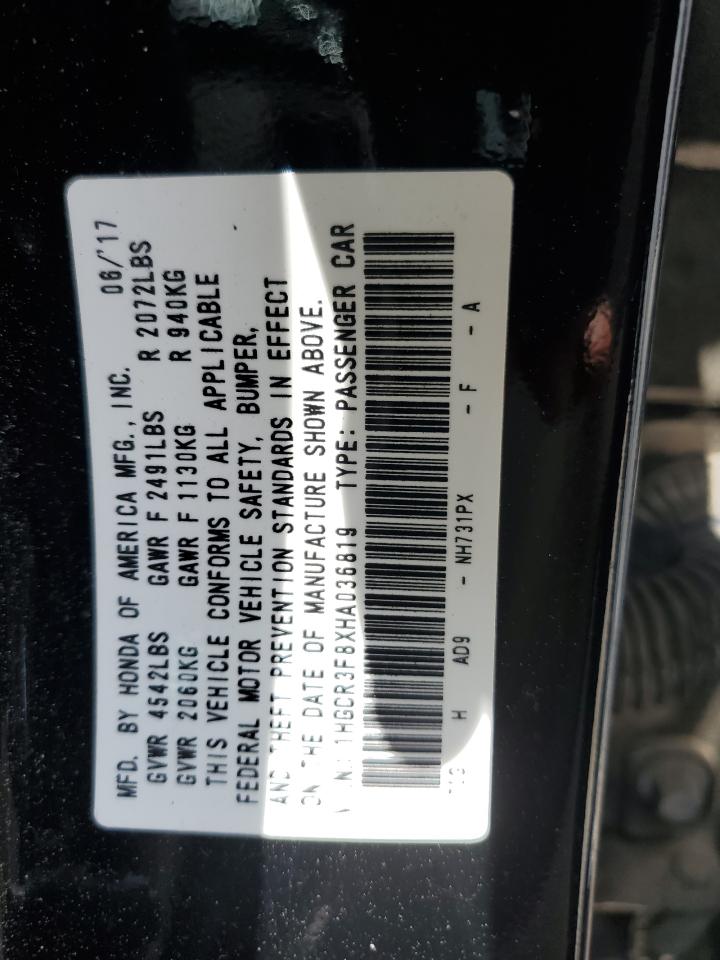 MFD. BY HONDA OF AMERICA MFG., INC. 06/'17
GVWR 4542LBS GAWR F 2491LBS R 2072LBS
GVWR 2060KG GAWR F 1130KG R 940KG
THIS VEHICLE CONFORMS TO ALL APPLICABLE
FEDERAL MOTOR VEHICLE SAFETY, BUMPER,
AND THEFT PREVENTION STANDARDS IN EFFECT
ON THE DATE OF MANUFACTURE SHOWN ABOVE.
V.I.N.: 1HGCR3F8XHA036819 TYPE: PASSENGER CAR
H AD9 - NH731PX - F - A